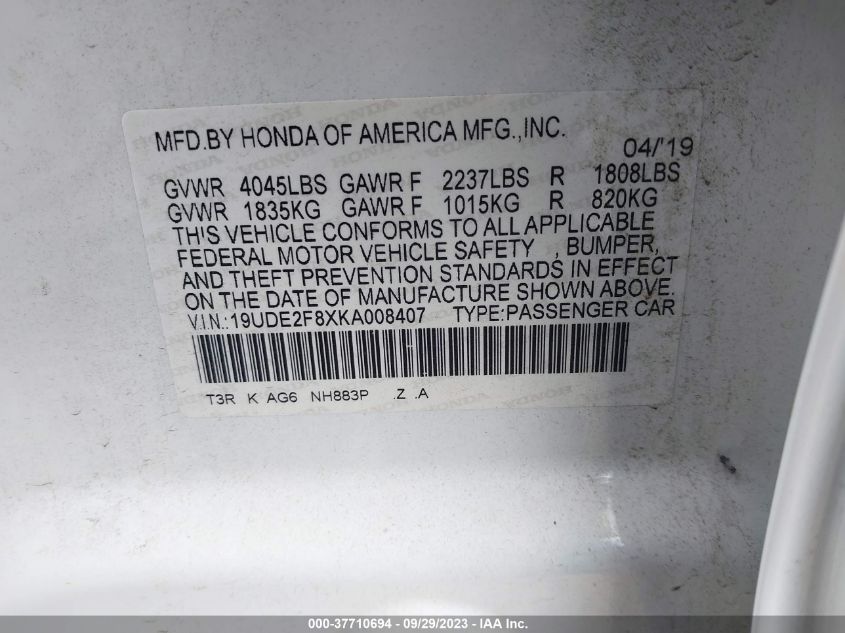 MFD.BY HONDA OF AMERICA MFG.,INC.
04/'19
GVWR 4045LBS GAWR F 2237LBS R 1808LBS
GVWR 1835KG GAWR F 1015KG R 820KG
THIS VEHICLE CONFORMS TO ALL APPLICABLE
FEDERAL MOTOR VEHICLE SAFETY , BUMPER,
AND THEFT PREVENTION STANDARDS IN EFFECT
ON THE DATE OF MANUFACTURE SHOWN ABOVE.
V.I.N.:19UDE2F8XKA008407 TYPE:PASSENGER CAR
T3R K AG6 NH883P .Z .A
000-37710694 - 09/29/2023 - IAA Inc.